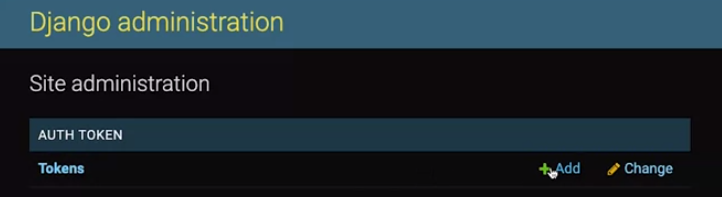 Django administration
Site administration
AUTH TOKEN
Tokens Add Change